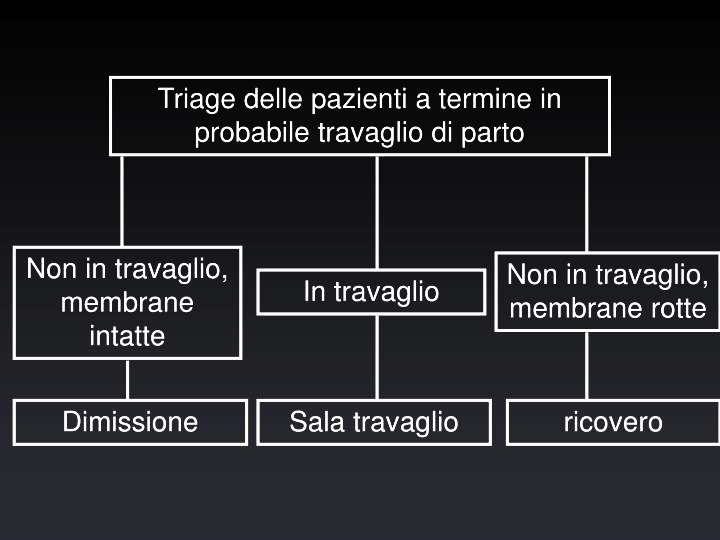 Triage delle pazienti a termine in
probabile travaglio di parto
Non in travaglio,
membrane
intatte
In travaglio
Non in travaglio,
membrane rotte
Dimissione
Sala travaglio
ricovero